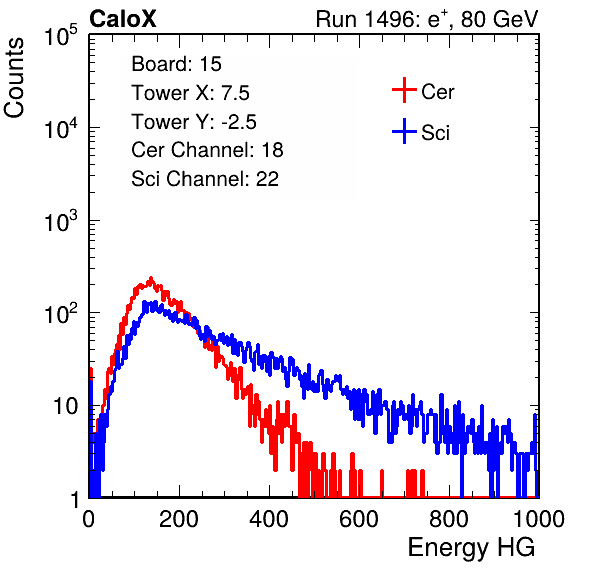 CaloX Run 1496: e+, 80 GeV
Counts
10^5
10^4
10^3
10^2
10
1
Board: 15
Tower X: 7.5
Tower Y: -2.5
Cer Channel: 18
Sci Channel: 22
Cer
Sci
0 200 400 600 800 1000
Energy HG